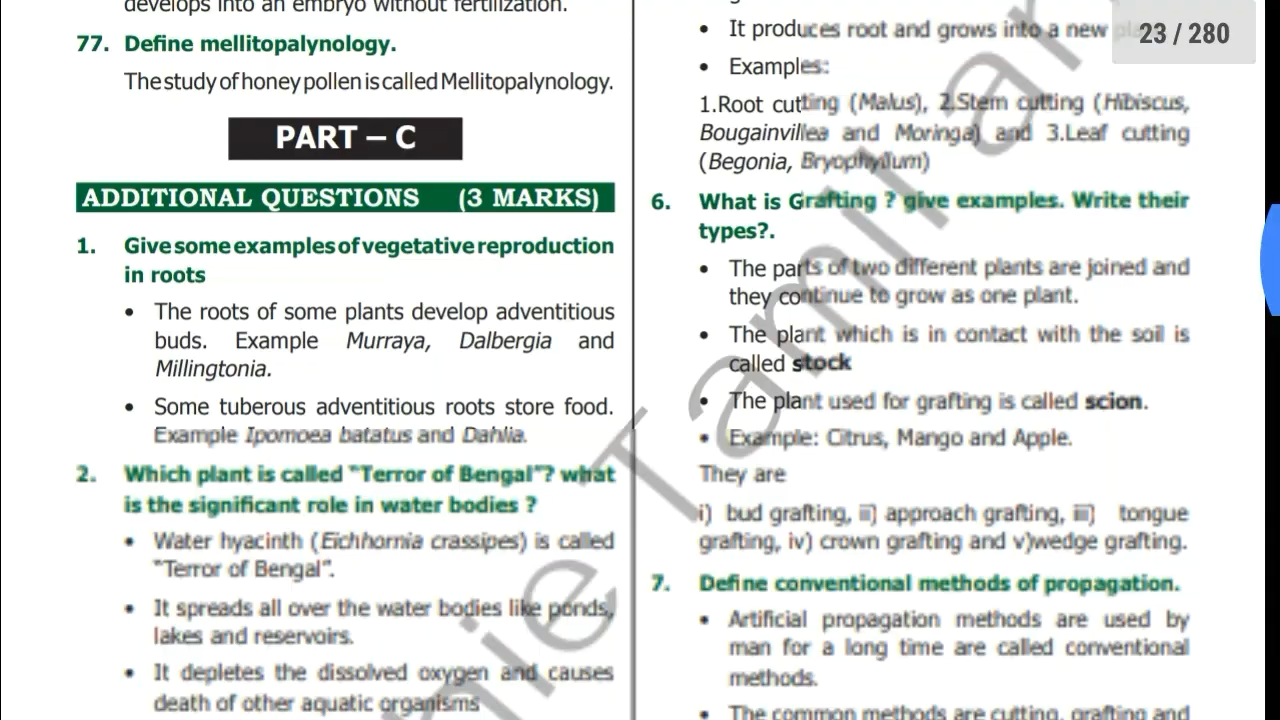 develops into an embryo without fertilization.
77. Define mellitopalynology.
The study of honey pollen is called Mellitopalynology.
PART – C
ADDITIONAL QUESTIONS (3 MARKS)
1. Give some examples of vegetative reproduction
in roots
• The roots of some plants develop adventitious
buds. Example Murraya, Dalbergia and
Millingtonia.
• Some tuberous adventitious roots store food.
Example Ipomoea batatus and Dahlia.
2. Which plant is called "Terror of Bengal"? what
is the significant role in water bodies ?
• Water hyacinth (Eichhornia crassipes) is called
"Terror of Bengal".
• It spreads all over the water bodies like ponds,
lakes and reservoirs.
• It depletes the dissolved oxygen and causes
death of other aquatic organisms
• It produces root and grows into a new
23 / 280
• Examples:
1.Root cutting (Malus), 2.Stem cutting (Hibiscus,
Bougainvillea and Moringa) and 3.Leaf cutting
(Begonia, Bryophyllum)
6. What is Grafting ? give examples. Write their
types?.
• The parts of two different plants are joined and
they continue to grow as one plant.
• The plant which is in contact with the soil is
called stock
• The plant used for grafting is called scion.
• Example: Citrus, Mango and Apple.
They are
i) bud grafting, ii) approach grafting, iii) tongue
grafting, iv) crown grafting and v)wedge grafting.
7. Define conventional methods of propagation.
• Artificial propagation methods are used by
man for a long time are called conventional
methods.
• The common methods are cutting, grafting and